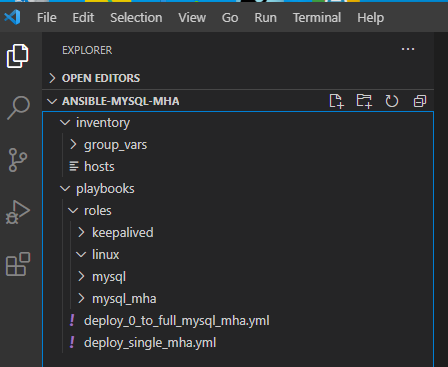 File Edit Selection View Go Run Terminal Help
EXPLORER
OPEN EDITORS
ANSIBLE-MYSQL-MHA
inventory
group_vars
hosts
playbooks
roles
keepalived
linux
mysql
mysql_mha
! deploy_0_to_full_mysql_mha.yml
! deploy_single_mha.yml